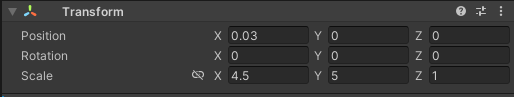 Transform
Position X 0.03 Y 0 Z 0
Rotation X 0 Y 0 Z 0
Scale X 4.5 Y 5 Z 1